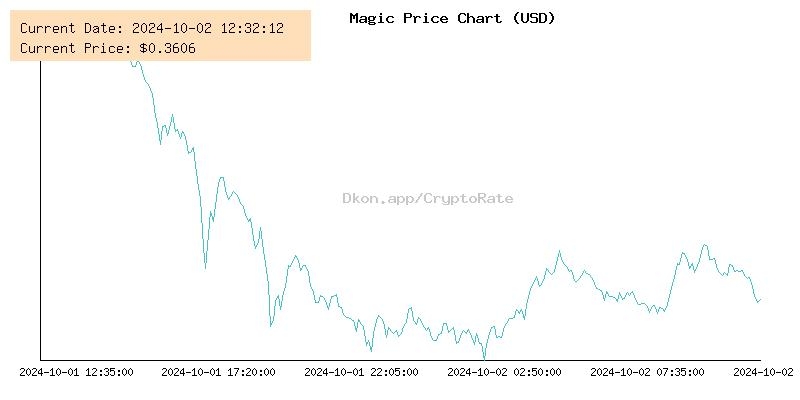 Magic Price Chart (USD)
Current Date: 2024-10-02 12:32:12
Current Price: $0.3606
Dkon.app/CryptoRate
2024-10-01 12:35:00
2024-10-01 17:20:00
2024-10-01 22:05:00
2024-10-02 02:50:00
2024-10-02 07:35:00
2024-10-02